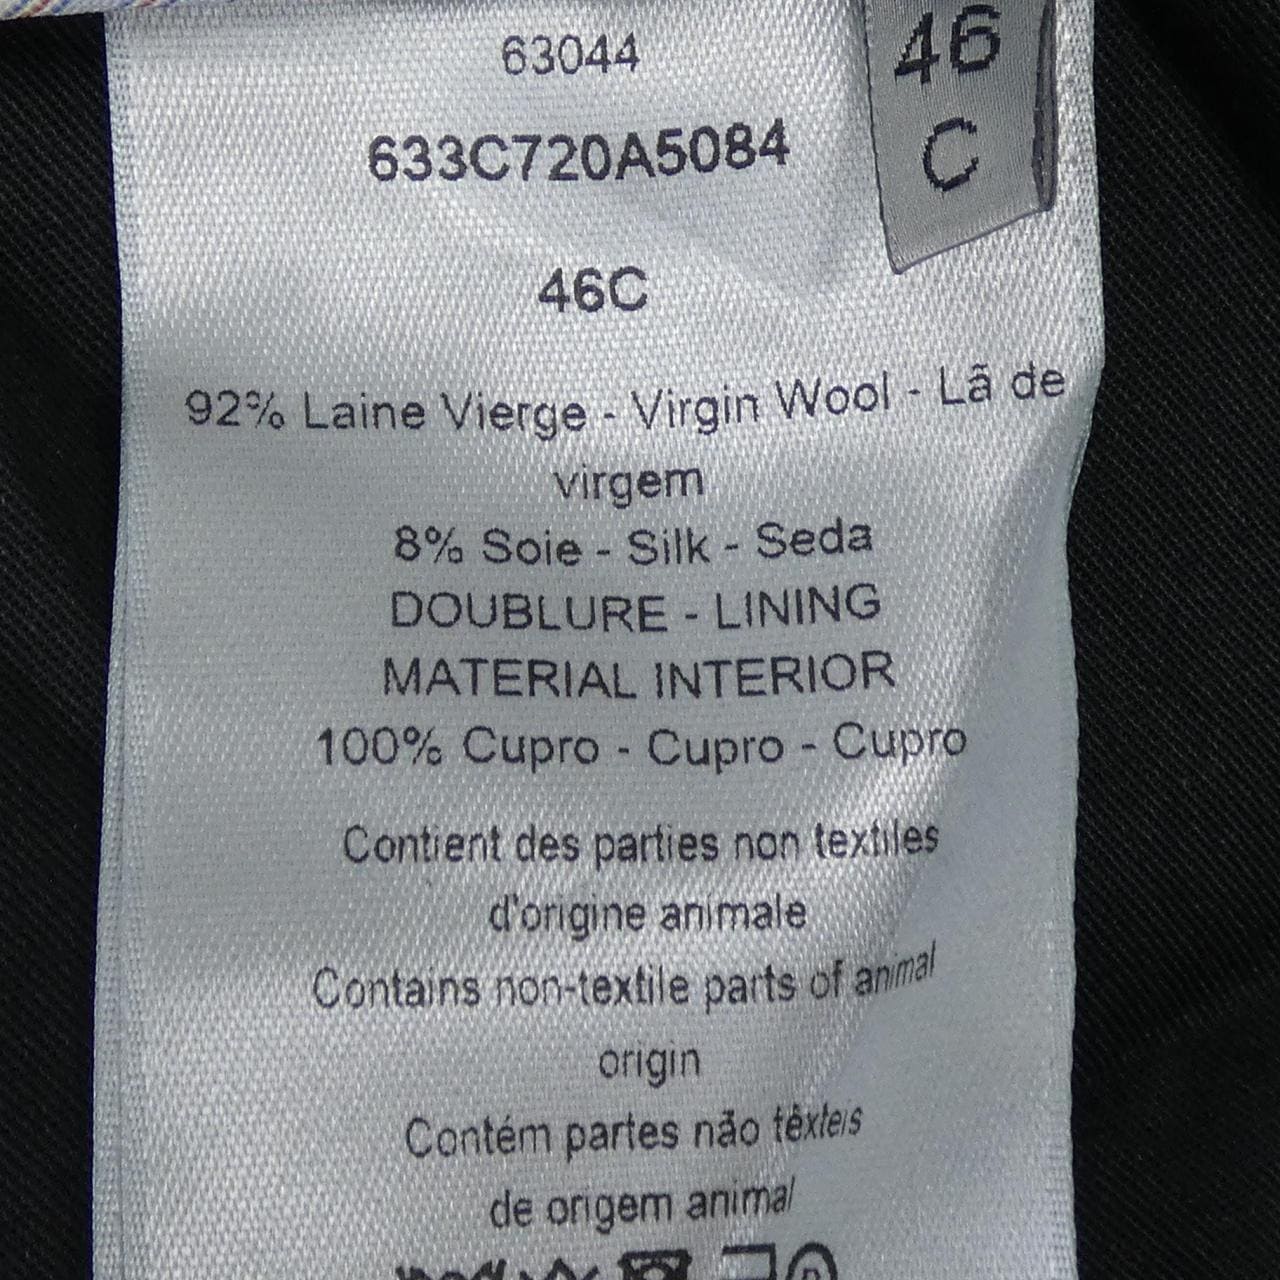 63044
46
C
633C720A5084
46C
92% Laine Vierge - Virgin Wool - Lã de
virgem
8% Soie - Silk - Seda
DOUBLURE - LINING
MATERIAL INTERIOR
100% Cupro - Cupro - Cupro
Contient des parties non textiles
d'origine animale
Contains non-textile parts of animal
origin
Contém partes não têxteis
de origem animal